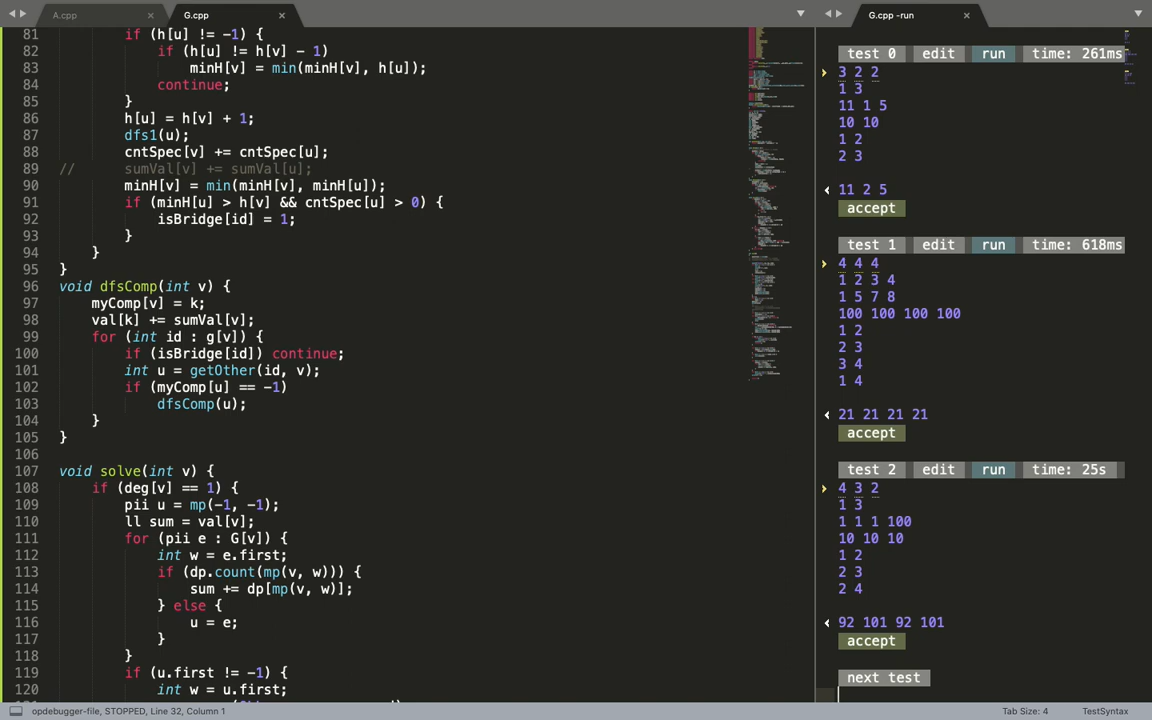 A.cpp
G.cpp
81 if (h[u] != -1) {
82 if (h[u] != h[v] - 1)
83 minH[v] = min(minH[v], h[u]);
84 continue;
85 }
86 h[u] = h[v] + 1;
87 dfs1(u);
88 cntSpec[v] += cntSpec[u];
89 // sumVal[v] += sumVal[u];
90 minH[v] = min(minH[v], minH[u]);
91 if (minH[u] > h[v] && cntSpec[u] > 0) {
92 isBridge[id] = 1;
93 }
94 }
95 }
96 void dfsComp(int v) {
97 myComp[v] = k;
98 val[k] += sumVal[v];
99 for (int id : g[v]) {
100 if (isBridge[id]) continue;
101 int u = getOther(id, v);
102 if (myComp[u] == -1)
103 dfsComp(u);
104 }
105 }
106
107 void solve(int v) {
108 if (deg[v] == 1) {
109 pii u = mp(-1, -1);
110 ll sum = val[v];
111 for (pii e : G[v]) {
112 int w = e.first;
113 if (dp.count(mp(v, w))) {
114 sum += dp[mp(v, w)];
115 } else {
116 u = e;
117 }
118 }
119 if (u.first != -1) {
120 int w = u.first;
opdebugger-file, STOPPED, Line 32, Column 1
G.cpp -run
test 0 edit run time: 261ms
3 2 2
1 3
11 1 5
10 10
1 2
2 3
11 2 5
accept
test 1 edit run time: 618ms
4 4 4
1 2 3 4
1 5 7 8
100 100 100 100
1 2
2 3
3 4
1 4
21 21 21 21
accept
test 2 edit run time: 25s
4 3 2
1 3
1 1 1 100
10 10 10
1 2
2 3
2 4
92 101 92 101
accept
next test
Tab Size: 4 TestSyntax